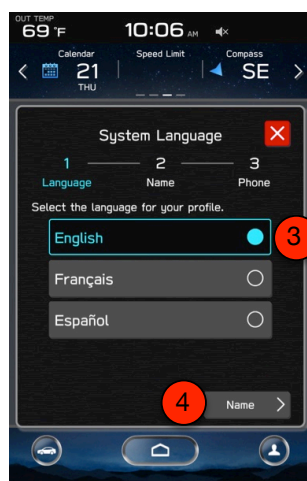 OUT TEMP
69 °F 10:06 AM
Calendar Speed Limit Compass
21 SE
THU
System Language
1 2 3
Language Name Phone
Select the language for your profile.
English 3
Français
Español
4 Name